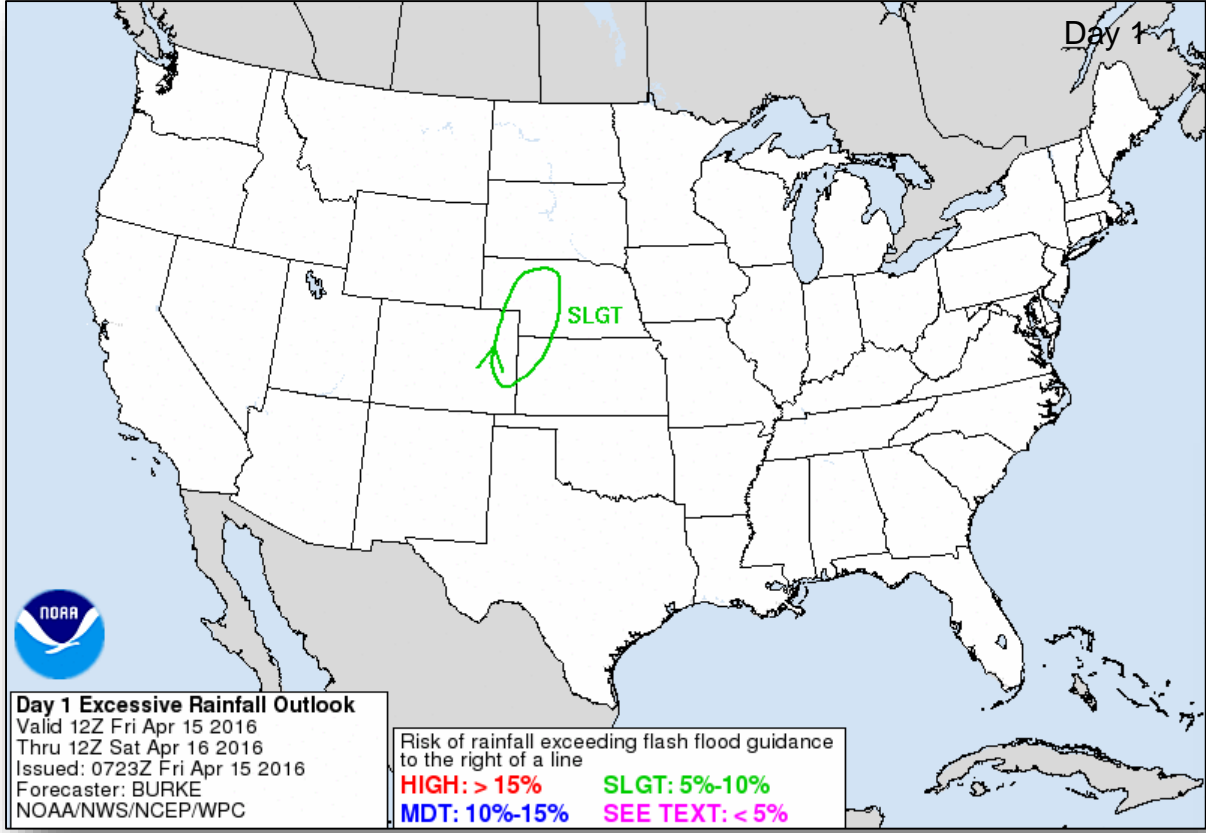 Day 1
SLGT
NOAA
Day 1 Excessive Rainfall Outlook
Valid 12Z Fri Apr 15 2016
Thru 12Z Sat Apr 16 2016
Issued: 0723Z Fri Apr 15 2016
Forecaster: BURKE
NOAA/NWS/NCEP/WPC
Risk of rainfall exceeding flash flood guidance
to the right of a line
HIGH: > 15% SLGT: 5%-10%
MDT: 10%-15% SEE TEXT: < 5%